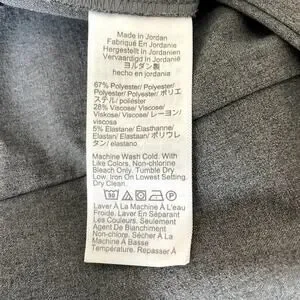 Made In Jordan
Fabriqué En Jordanie
Hergestellt In Jordanien
Vervaardigd In Jordanië
ヨルダン製
hecho en jordania
67% Polyester/ Polyester/
Polyester/ Polyester/ ポリエ
ステル/ poliéster
28% Viscose/ Viscose/
Viskose/ Viscose/ レーヨン/
viscosa
5% Elastane/ Elasthanne/
Elastan/ Elastaan/ ポリウレ
タン/ elastano
Machine Wash Cold. With
Like Colors. Non-chlorine
Bleach Only. Tumble Dry
Low. Iron On Lowest Setting.
Dry Clean.
Laver À La Machine À L'eau
Froide. Laver En Séparant
Les Couleurs. Seulement
Agent De Blanchiment
Non-chlore. Sécher À La
Machine À Basse
Température. Repasser À